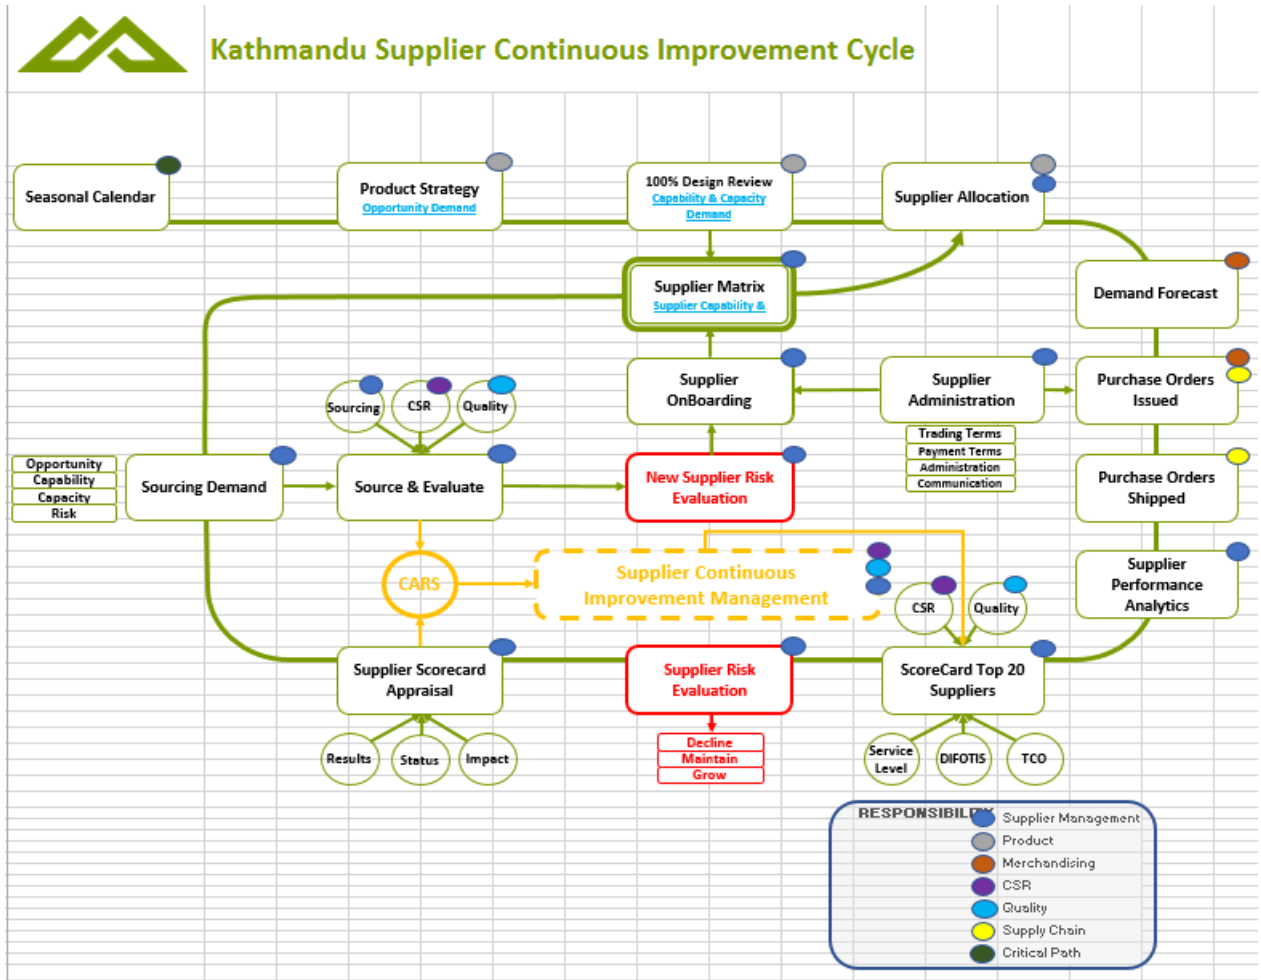 Kathmandu Supplier Continuous Improvement Cycle
Seasonal Calendar
Product Strategy
Opportunity Demand
100% Design Review
Capability & Capacity
Demand
Supplier Allocation
Supplier Matrix
Supplier Capability &
Demand Forecast
Supplier
OnBoarding
Supplier
Administration
Purchase Orders
Issued
Trading Terms
Payment Terms
Administration
Communication
Sourcing
CSR
Quality
Opportunity
Capability
Capacity
Risk
Sourcing Demand
Source & Evaluate
New Supplier Risk
Evaluation
Purchase Orders
Shipped
CARS
Supplier Continuous
Improvement Management
CSR
Quality
Supplier
Performance
Analytics
Supplier Scorecard
Appraisal
Supplier Risk
Evaluation
ScoreCard Top 20
Suppliers
Results
Status
Impact
Decline
Maintain
Grow
Service
Level
DIFOTIS
TCO
RESPONSIBILITY
Supplier Management
Product
Merchandising
CSR
Quality
Supply Chain
Critical Path